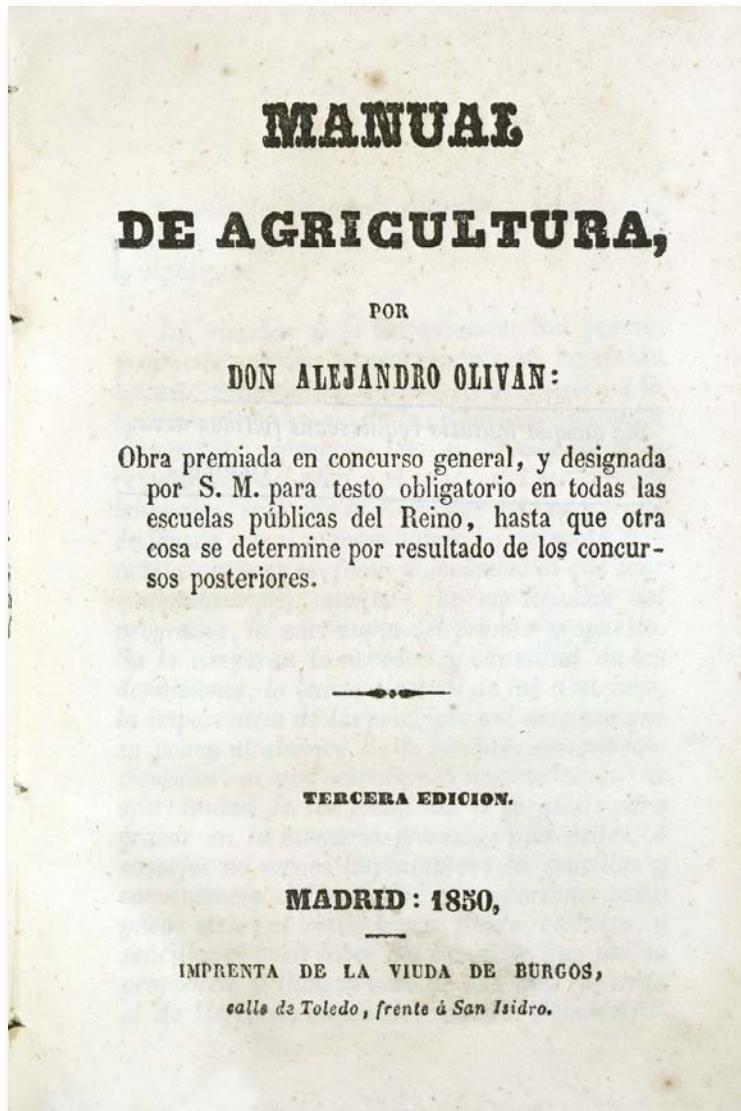 MANUAL
DE AGRICULTURA,
POR
DON ALEJANDRO OLIVAN:
Obra premiada en concurso general, y designada
por S. M. para testo obligatorio en todas las
escuelas públicas del Reino, hasta que otra
cosa se determine por resultado de los concur-
sos posteriores.
TERCERA EDICION.
MADRID: 1850,
IMPRENTA DE LA VIUDA DE BURGOS,
calle de Toledo, frente á San Isidro.